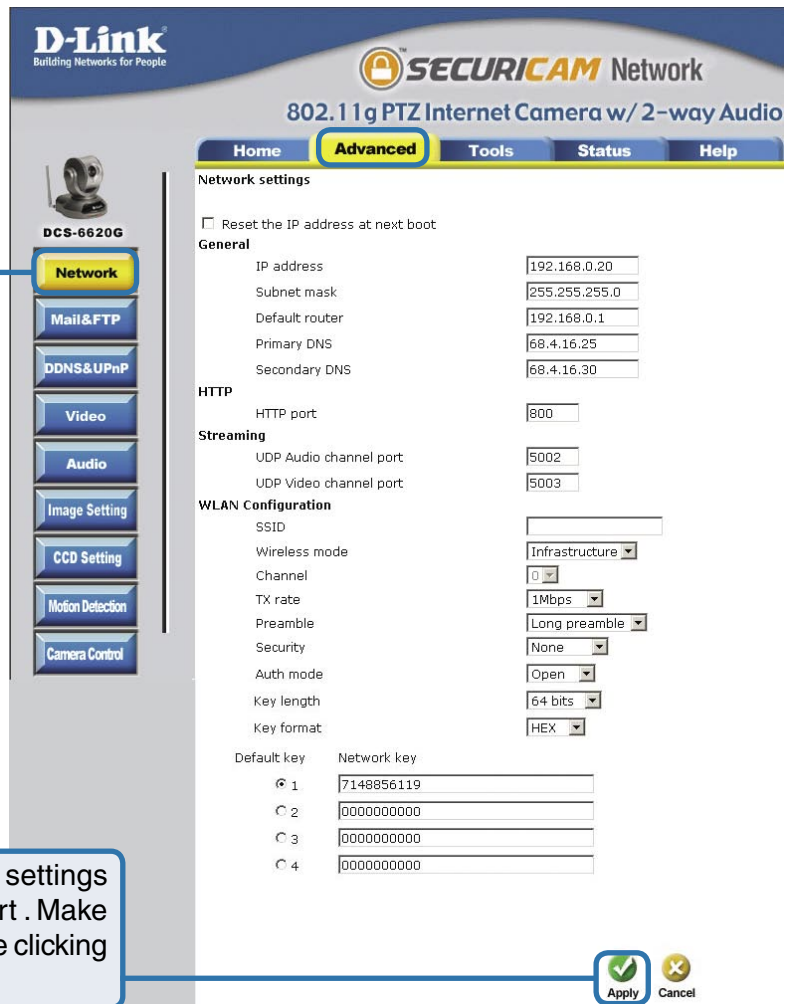 D-Link
Building Networks for People
SECURICAM Network
802.11g PTZ Internet Camera w/ 2-way Audio
Home Advanced Tools Status Help
DCS-6620G
Network
Mail&FTP
DDNS&UPnP
Video
Audio
Image Setting
CCD Setting
Motion Detection
Camera Control
Network settings
Reset the IP address at next boot
General
IP address 192.168.0.20
Subnet mask 255.255.255.0
Default router 192.168.0.1
Primary DNS 68.4.16.25
Secondary DNS 68.4.16.30
HTTP
HTTP port 800
Streaming
UDP Audio channel port 5002
UDP Video channel port 5003
WLAN Configuration
SSID
Wireless mode Infrastructure
Channel 0
TX rate 1Mbps
Preamble Long preamble
Security None
Auth mode Open
Key length 64 bits
Key format HEX
Default key Network key
1 7148856119
2 0000000000
3 0000000000
4 0000000000
settings
rt . Make
e clicking
Apply Cancel